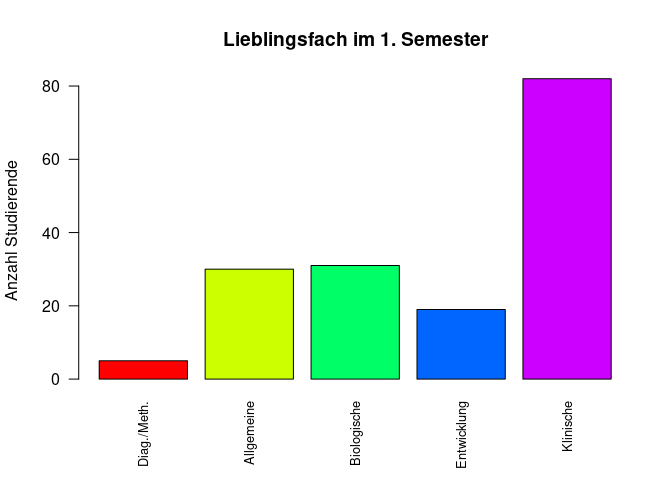 Lieblingsfach im 1. Semester
Anzahl Studierende
80
60
40
20
0
Diag./Meth.
Allgemeine
Biologische
Entwicklung
Klinische